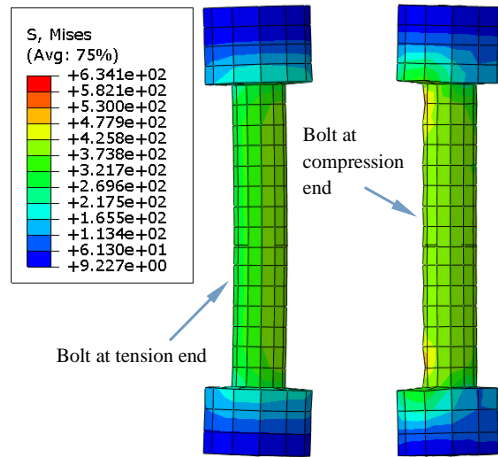 S, Mises
(Avg: 75%)
+6.341e+02
+5.821e+02
+5.300e+02
+4.779e+02
+4.258e+02
+3.738e+02
+3.217e+02
+2.696e+02
+2.175e+02
+1.655e+02
+1.134e+02
+6.130e+01
+9.227e+00
Bolt at
compression
end
Bolt at tension end